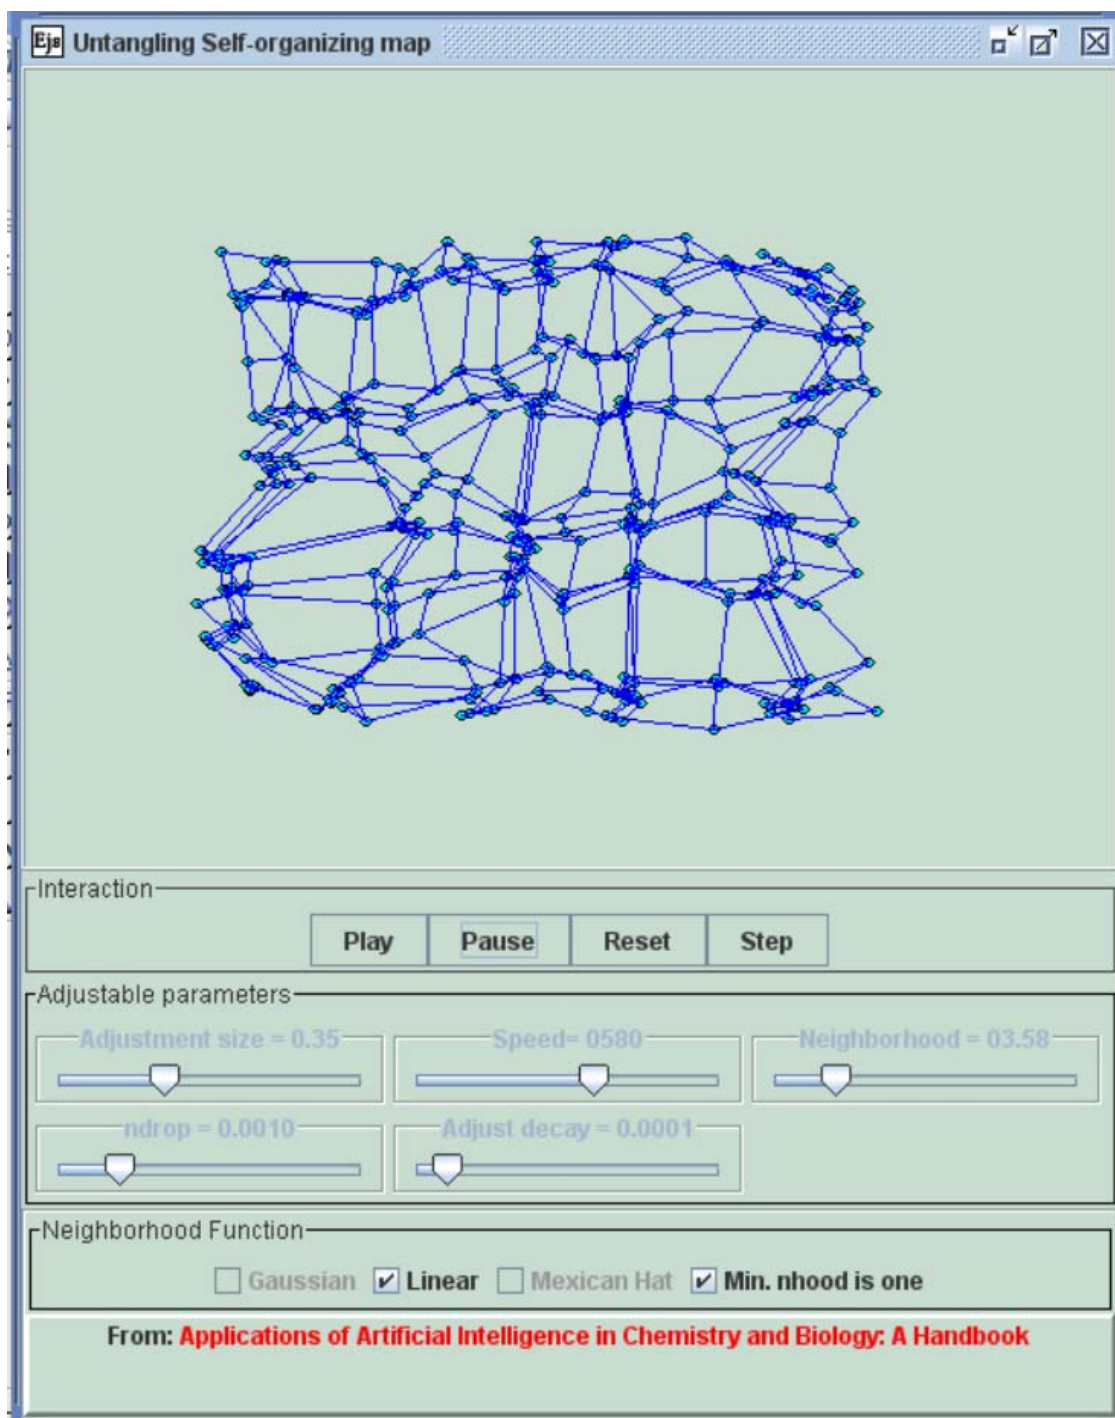 Ejs Untangling Self-organizing map
Interaction
Play Pause Reset Step
Adjustable parameters
Adjustment size = 0.35 Speed= 0580 Neighborhood = 03.58
ndrop = 0.0010 Adjust decay = 0.0001
Neighborhood Function
Gaussian Linear Mexican Hat Min. nhood is one
From: Applications of Artificial Intelligence in Chemistry and Biology: A Handbook